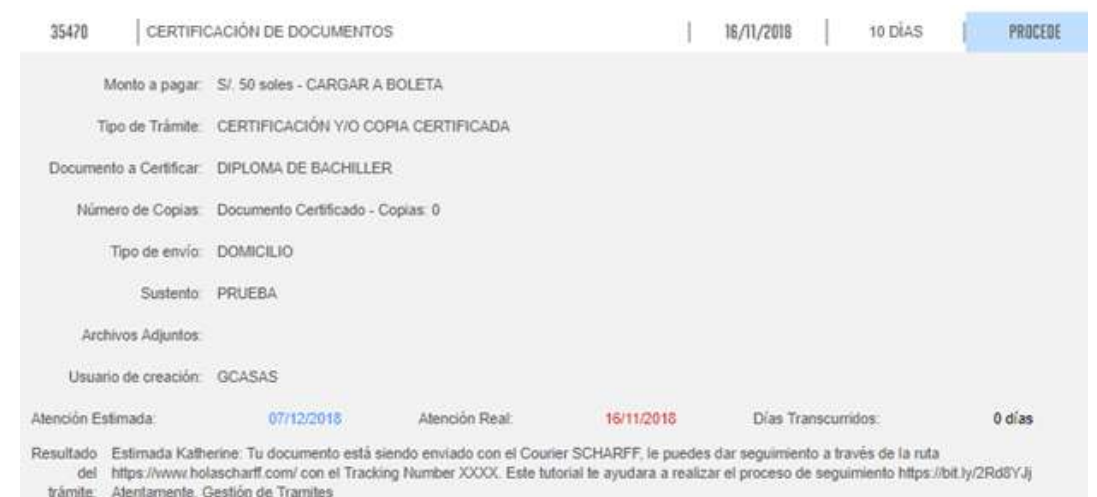 35470 CERTIFICACIÓN DE DOCUMENTOS 16/11/2018 10 DÍAS PROCEDE
Monto a pagar: S/. 50 soles - CARGAR A BOLETA
Tipo de Trámite: CERTIFICACIÓN Y/O COPIA CERTIFICADA
Documento a Certificar: DIPLOMA DE BACHILLER
Número de Copias: Documento Certificado - Copias: 0
Tipo de envío: DOMICILIO
Sustento: PRUEBA
Archivos Adjuntos:
Usuario de creación: GCASAS
Atención Estimada: 07/12/2018 Atención Real: 16/11/2018 Días Transcurridos: 0 días
Resultado Estimada Katherine: Tu documento está siendo enviado con el Courier SCHARFF, le puedes dar seguimiento a través de la ruta
del https://www.holascharff.com/ con el Tracking Number XXXX. Este tutorial te ayudara a realizar el proceso de seguimiento https://bit.ly/2Rd8YJj
trámite: Atentamente, Gestión de Tramites